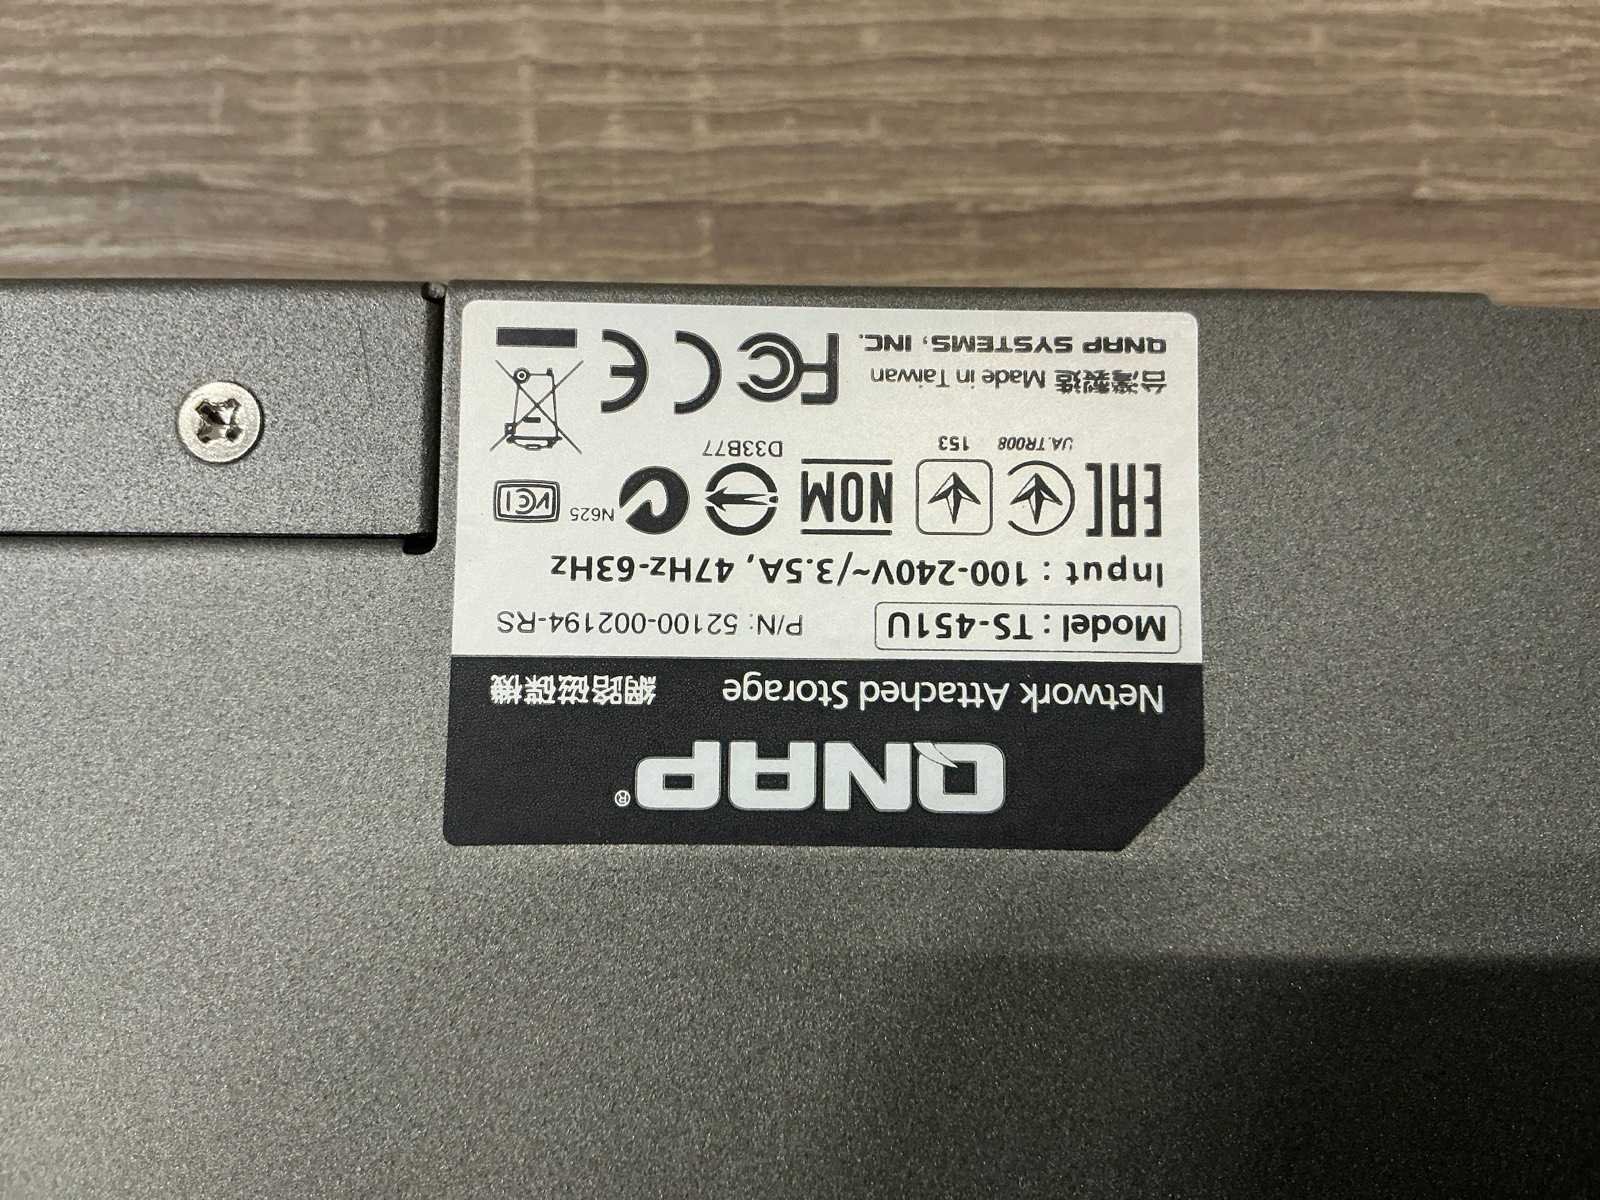 QNAP®
Network Attached Storage 網路磁碟機
Model : TS-451U P/N: 52100-002194-RS
Input : 100-240V~/3.5A, 47Hz-63Hz
EAC NOM N625 VCI
UA.TR008 153 D33B77
台灣製造 Made in Taiwan FC CE
QNAP SYSTEMS, INC.